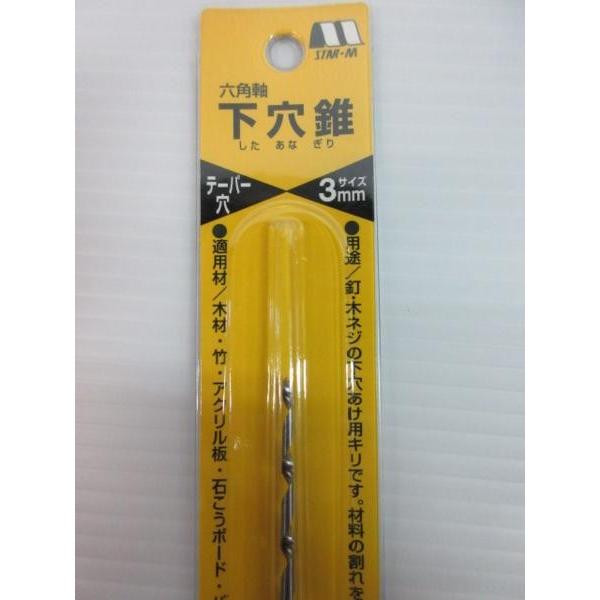 STAR-M
六角軸
下穴錐
した あな ぎり
テーパー穴
3mm サイズ
●用途/釘・木ネジの下穴あけ用キリです。材料の割れを
●適用材/木材・竹・アクリル板・石こうボード・